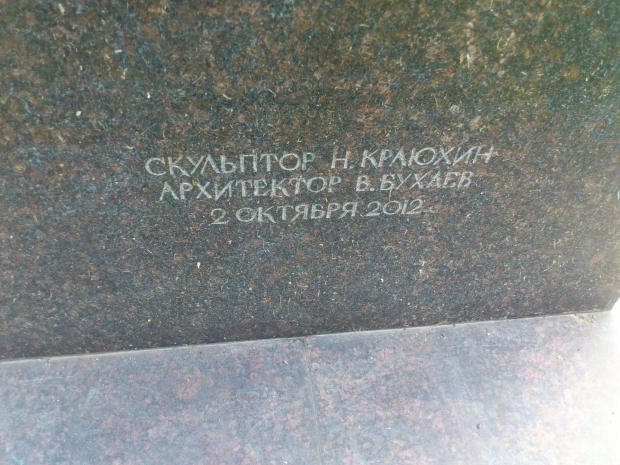 СКУЛЬПТОР Н. КРАЮХИН
АРХИТЕКТОР В. БУХАЕВ
2 ОКТЯБРЯ 2012